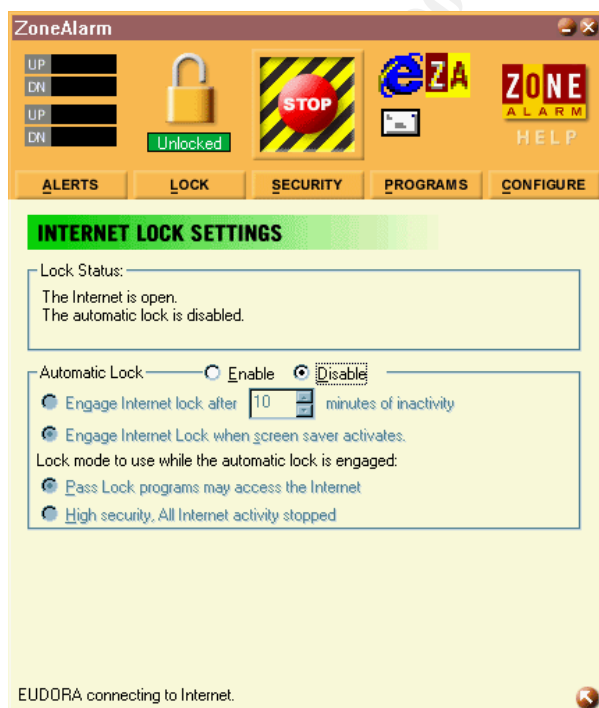 ZoneAlarm
UP
DN
UP
DN
Unlocked
STOP
ZA
ZONE
ALARM
HELP
ALERTS
LOCK
SECURITY
PROGRAMS
CONFIGURE
INTERNET LOCK SETTINGS
Lock Status:
The Internet is open.
The automatic lock is disabled.
Automatic Lock Enable Disable
Engage Internet lock after 10 minutes of inactivity
Engage Internet Lock when screen saver activates.
Lock mode to use while the automatic lock is engaged:
Pass Lock programs may access the Internet
High security, All Internet activity stopped
EUDORA connecting to Internet.